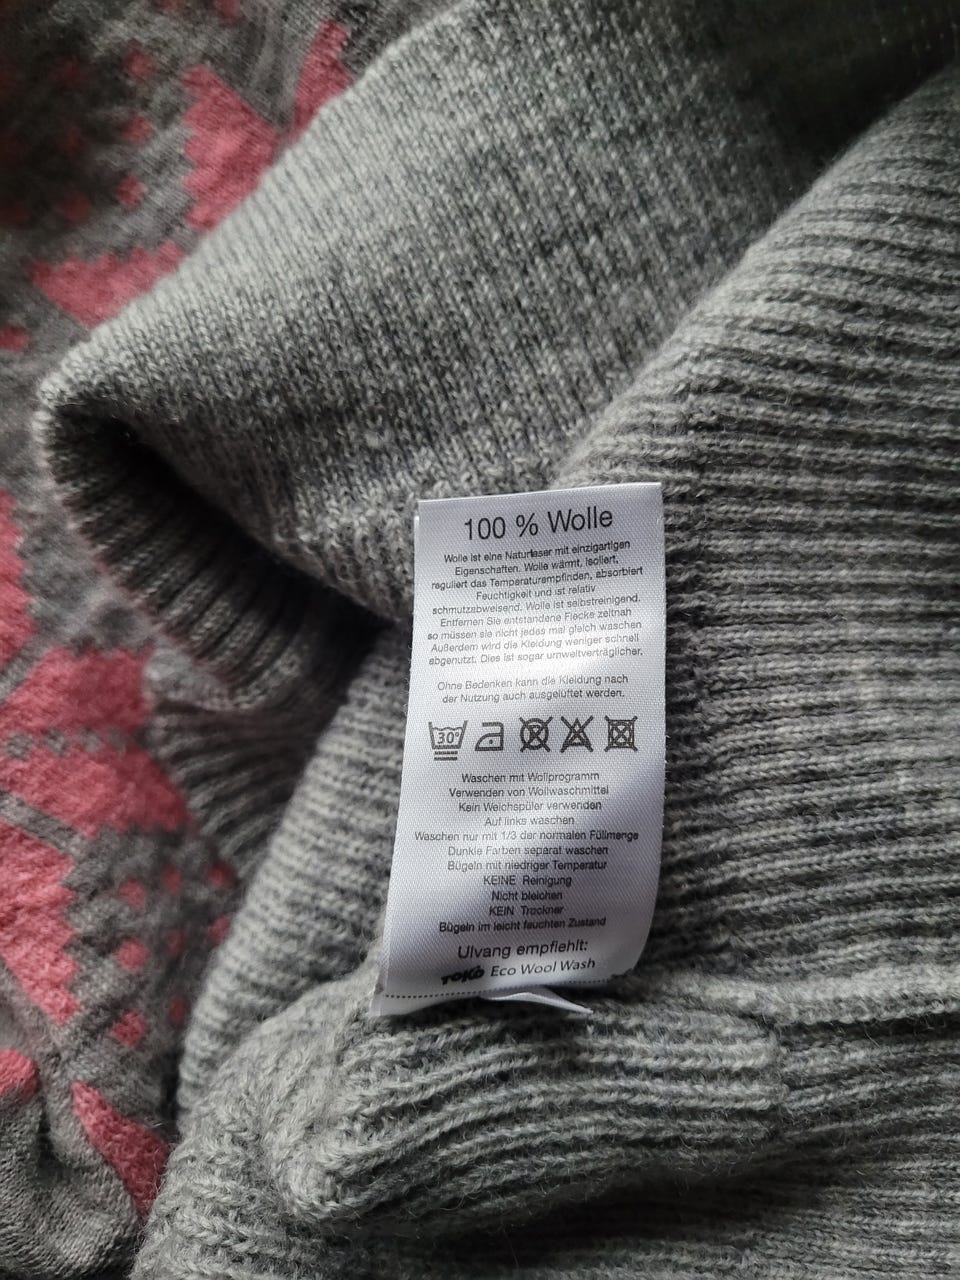 100 % Wolle
Wolle ist eine Naturfaser mit einzigartigen
Eigenschaften. Wolle wärmt, isoliert,
reguliert das Temperaturempfinden, absorbiert
Feuchtigkeit und ist relativ
schmutzabweisend. Wolle ist selbstreinigend.
Entfernen Sie entstandene Flecke zeitnah
so müssen sie nicht jedes mal gleich waschen
Außerdem wird die Kleidung weniger schnell
abgenutzt. Dies ist sogar umweltverträglicher.
Ohne Bedenken kann die Kleidung nach
der Nutzung auch ausgelüftet werden.
30°
Waschen mit Wollprogramm
Verwenden von Wollwaschmittel
Kein Weichspüler verwenden
Auf links waschen
Waschen nur mit 1/3 der normalen Füllmenge
Dunkle Farben separat waschen
Bügeln mit niedriger Temperatur
KEINE Reinigung
Nicht bleichen
KEIN Trockner
Bügeln im leicht feuchten Zustand
Ulvang empfiehlt:
TOKO Eco Wool Wash